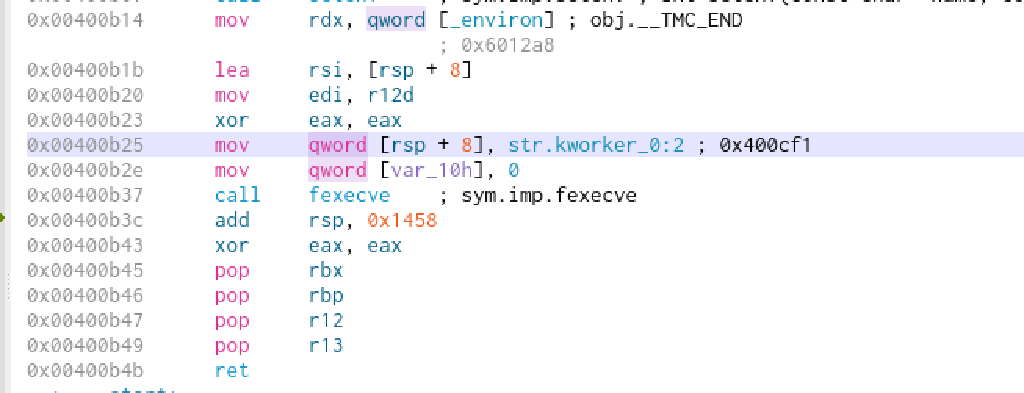 0x00400b14 mov rdx, qword [_environ] ; obj.__TMC_END
; 0x6012a8
0x00400b1b lea rsi, [rsp + 8]
0x00400b20 mov edi, r12d
0x00400b23 xor eax, eax
0x00400b25 mov qword [rsp + 8], str.kworker_0:2 ; 0x400cf1
0x00400b2e mov qword [var_10h], 0
0x00400b37 call fexecve ; sym.imp.fexecve
0x00400b3c add rsp, 0x1458
0x00400b43 xor eax, eax
0x00400b45 pop rbx
0x00400b46 pop rbp
0x00400b47 pop r12
0x00400b49 pop r13
0x00400b4b ret